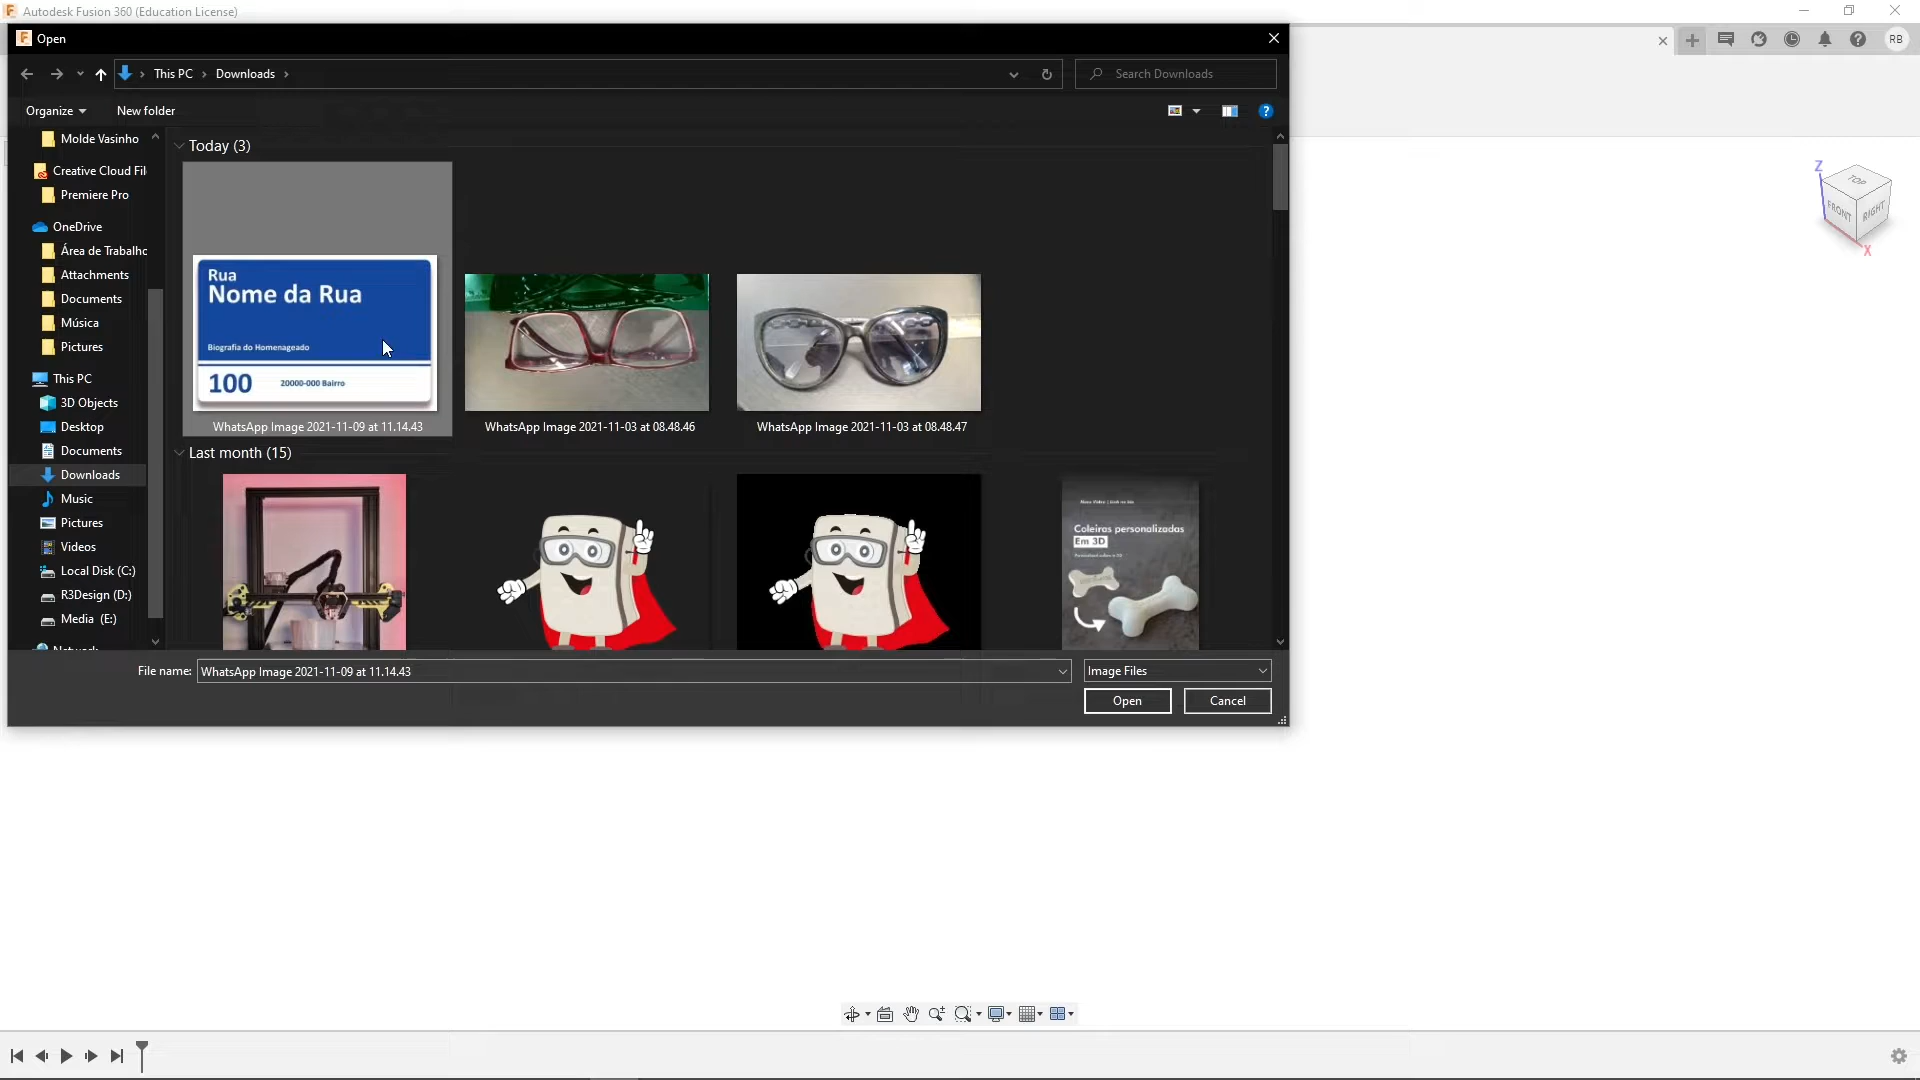 Autodesk Fusion 360 (Education License)
Open
This PC
Downloads
Search Downloads
RB
Organize
New folder
Molde Vasinho
Creative Cloud Fil
Premiere Pro
OneDrive
Área de Trabalho
Attachments
Documents
Música
Pictures
This PC
3D Objects
Desktop
Documents
Downloads
Music
Pictures
Videos
Local Disk (C:)
R3Design (D:)
Media (E:)
Today (3)
Rua
Nome da Rua
Biografia do Homenageado
100 20000-000 Bairro
WhatsApp Image 2021-11-09 at 11.14.43
WhatsApp Image 2021-11-03 at 08.48.46
WhatsApp Image 2021-11-03 at 08.48.47
Last month (15)
Coleiras personalizadas
Em 3D
File name: WhatsApp Image 2021-11-09 at 11.14.43
Image Files
Open
Cancel
Z
TOP
FRONT
RIGHT
X